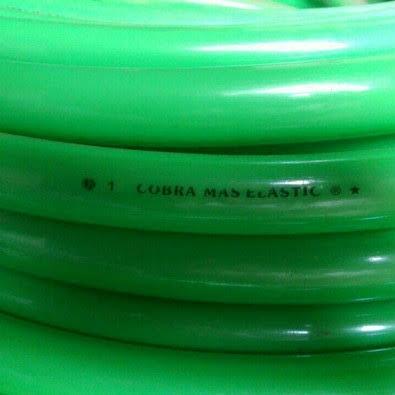 1 COBRA MAS ELASTIC ® ★